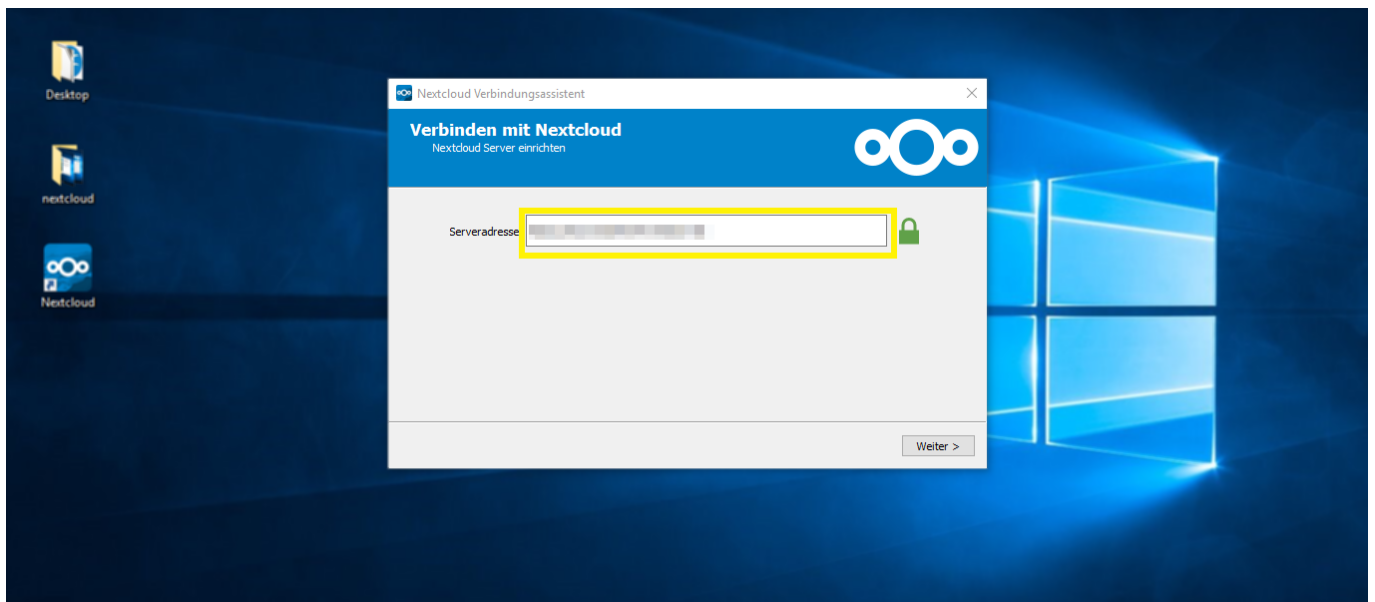 Desktop
nextcloud
Nextcloud
Nextcloud Verbindungsassistent
Verbinden mit Nextcloud
Nextcloud Server einrichten
Serveradresse
Weiter >